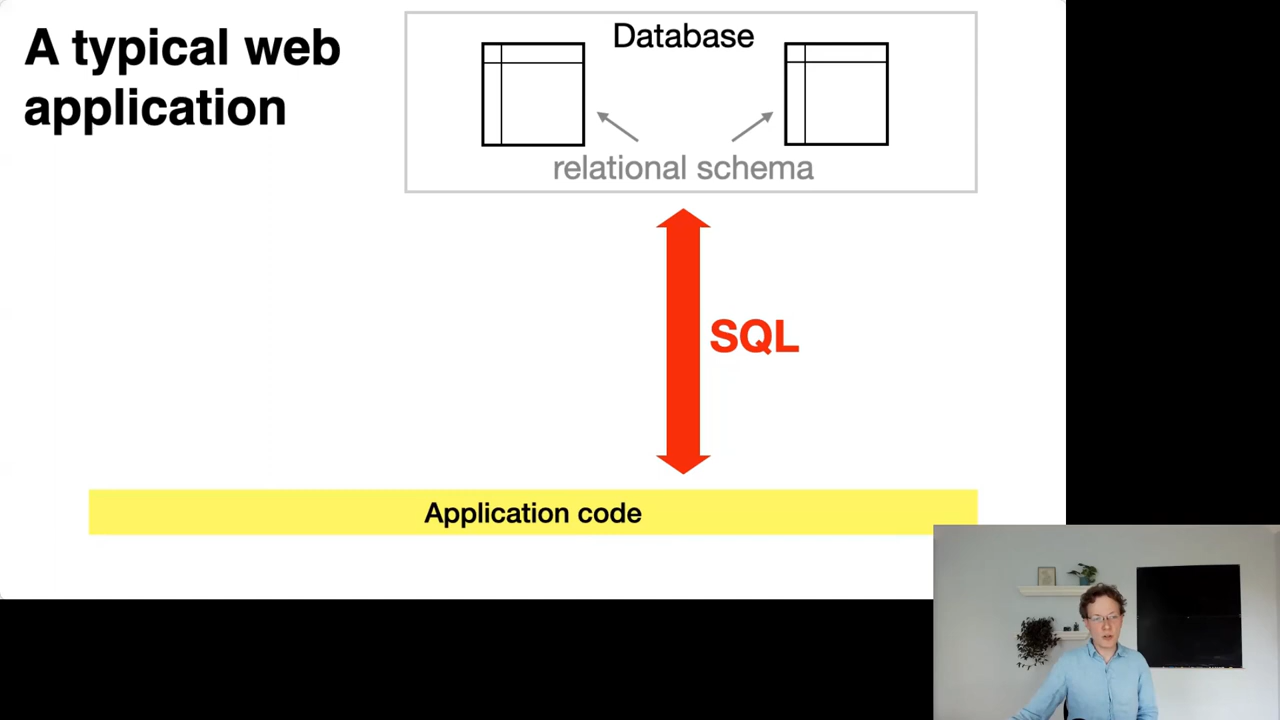 A typical web
application
Database
relational schema
SQL
Application code